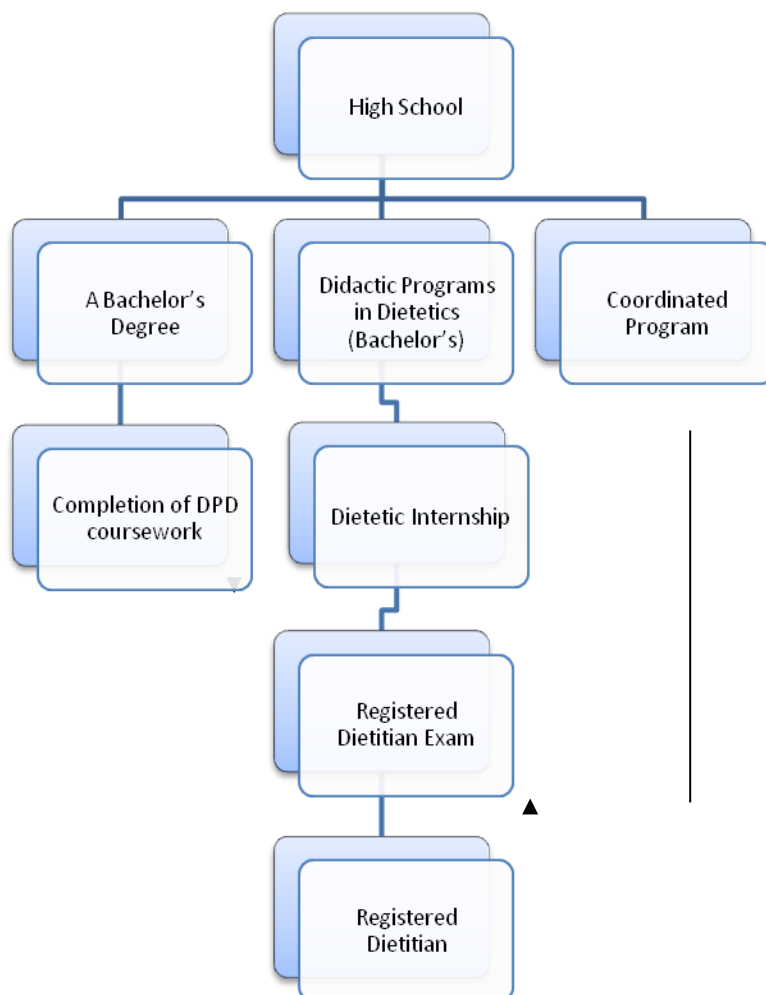 High School
A Bachelor's
Degree
Didactic Programs
in Dietetics
(Bachelor's)
Coordinated
Program
Completion of DPD
coursework
Dietetic Internship
Registered
Dietitian Exam
Registered
Dietitian